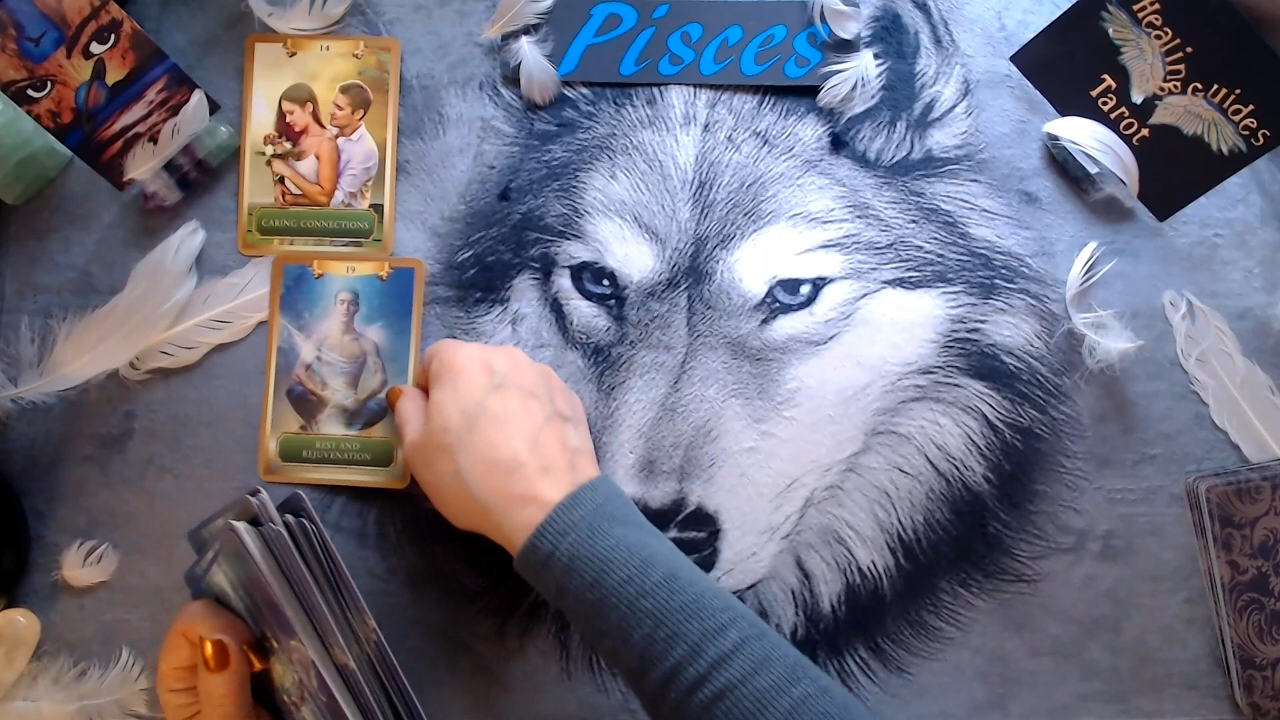 Pisces
Healing Guides
Tarot
14
CARING CONNECTIONS
19
REST AND
REJUVENATION